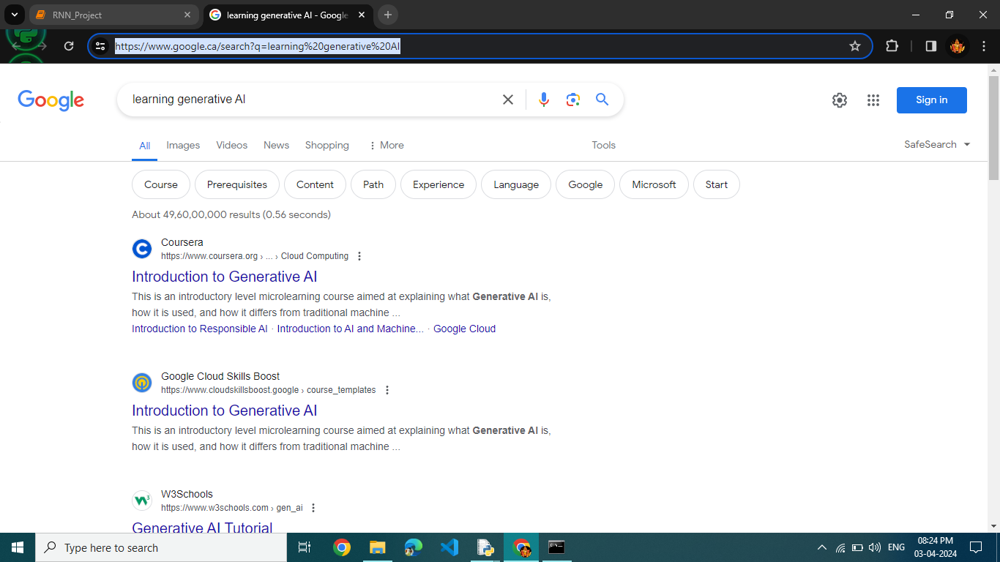 RNN_Project
learning generative AI - Google
https://www.google.ca/search?q=learning%20generative%20AI
Google
learning generative AI
Sign in
All Images Videos News Shopping More Tools SafeSearch
Course Prerequisites Content Path Experience Language Google Microsoft Start
About 49,60,00,000 results (0.56 seconds)
Coursera
https://www.coursera.org › ... › Cloud Computing
Introduction to Generative AI
This is an introductory level microlearning course aimed at explaining what Generative AI is,
how it is used, and how it differs from traditional machine ...
Introduction to Responsible AI · Introduction to AI and Machine... · Google Cloud
Google Cloud Skills Boost
https://www.cloudskillsboost.google › course_templates
Introduction to Generative AI
This is an introductory level microlearning course aimed at explaining what Generative AI is,
how it is used, and how it differs from traditional machine ...
W3Schools
https://www.w3schools.com › gen_ai
Generative AI Tutorial
Type here to search
ENG
08:24 PM
03-04-2024